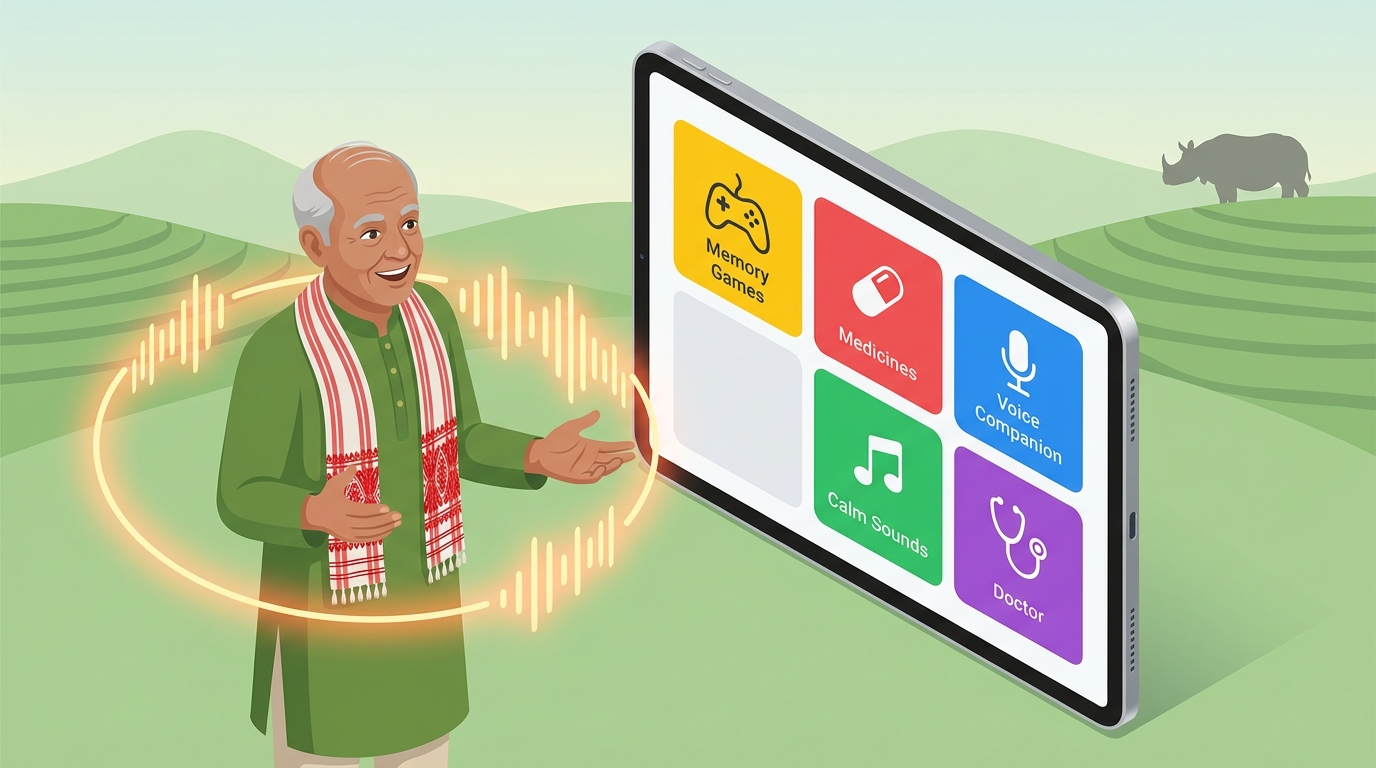 Memory
Games
Medicines
Voice
Companion
Calm Sounds
Doctor